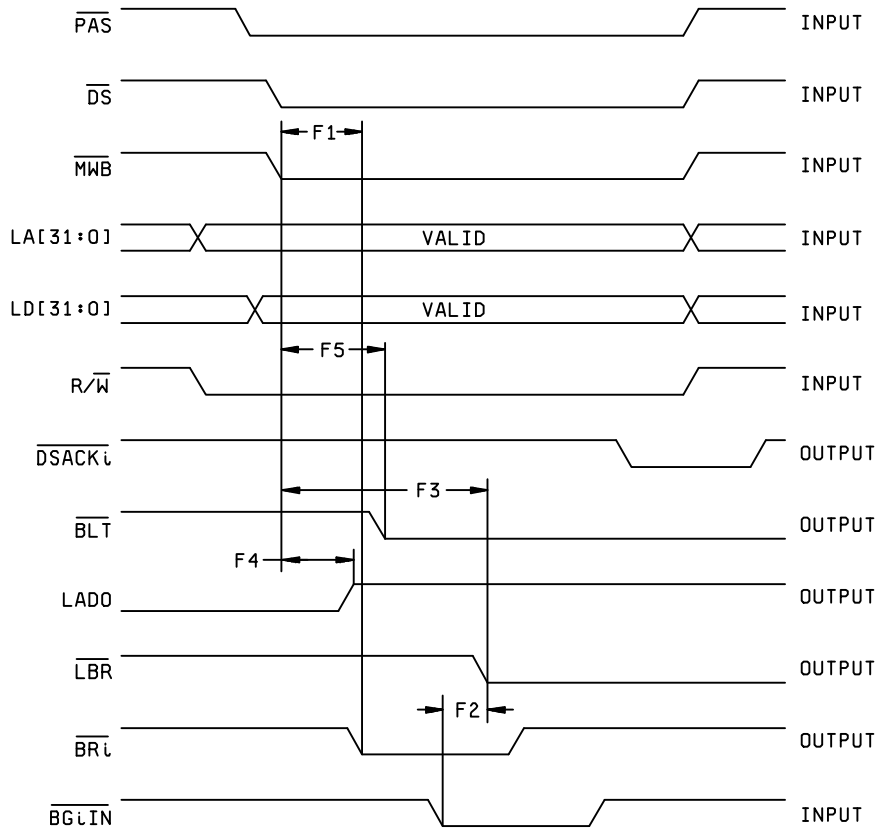 PAS INPUT
DS INPUT
F1
MWB INPUT
LA[31:0] VALID INPUT
LD[31:0] VALID INPUT
F5
R/W INPUT
DSACKi OUTPUT
F3
BLT OUTPUT
F4
LADO OUTPUT
LBR OUTPUT
F2
BRi OUTPUT
BGiIN INPUT